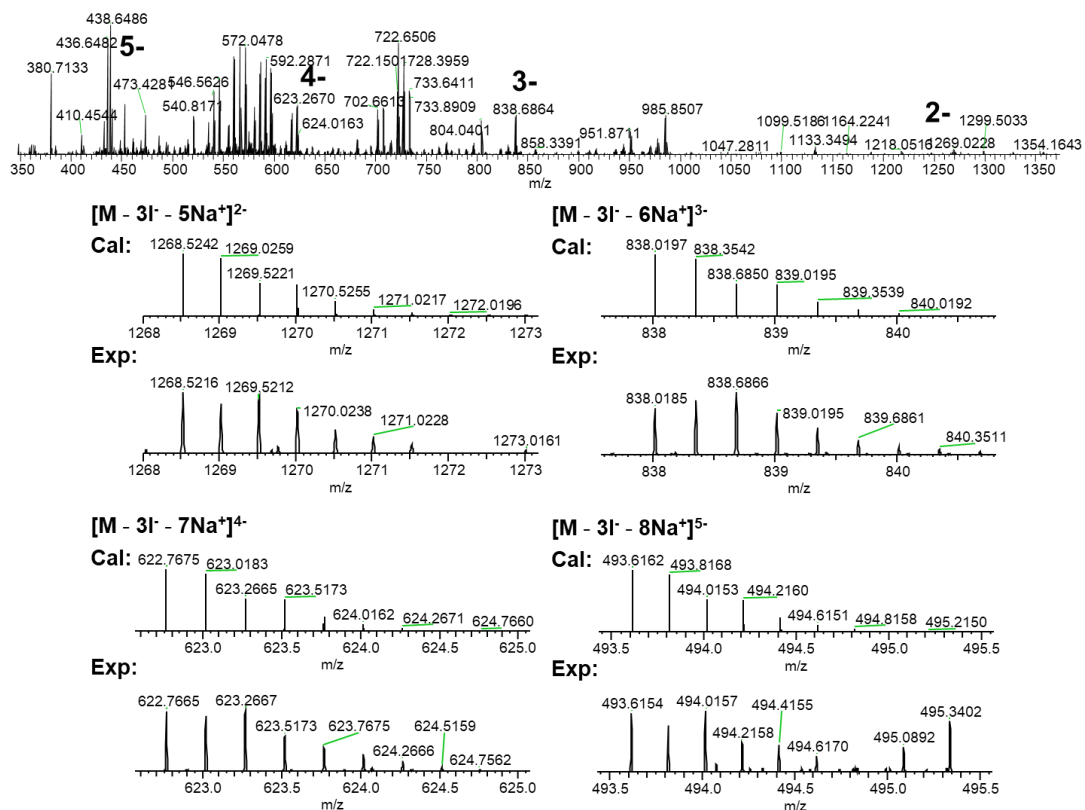 438.6486
436.6482
5-
380.7133
473.4281
410.4544
546.5626
540.8171
572.0478
592.2871
4-
623.2670
624.0163
722.6506
722.1501
728.3959
733.6411
702.6613
733.8909
3-
838.6864
804.0401
858.3391
985.8507
951.8711
1047.2811
1099.5186
1164.2241
1133.3494
2-
1299.5033
1218.0516
1269.0228
1354.1643
350 400 450 500 550 600 650 700 750 800 850 900 950 1000 1050 1100 1150 1200 1250 1300 1350
m/z
[M - 3I- - 5Na+]2-
Cal:
1268.5242
1269.0259
1269.5221
1270.5255
1271.0217
1272.0196
1268 1269 1270 1271 1272 1273
m/z
Exp:
1268.5216
1269.5212
1270.0238
1271.0228
1273.0161
1268 1269 1270 1271 1272 1273
m/z
[M - 3I- - 6Na+]3-
Cal:
838.0197
838.3542
838.6850
839.0195
839.3539
840.0192
838 839 840
m/z
Exp:
838.0185
838.6866
839.0195
839.6861
840.3511
838 839 840
m/z
[M - 3I- - 7Na+]4-
Cal:
622.7675
623.0183
623.2665
623.5173
624.0162
624.2671
624.7660
623.0 623.5 624.0 624.5 625.0
m/z
Exp:
622.7665
623.2667
623.5173
623.7675
624.2666
624.5159
624.7562
623.0 623.5 624.0 624.5 625.0
m/z
[M - 3I- - 8Na+]5-
Cal:
493.6162
493.8168
494.0153
494.2160
494.6151
494.8158
495.2150
493.5 494.0 494.5 495.0 495.5
m/z
Exp:
493.6154
494.0157
494.2158
494.4155
494.6170
495.0892
495.3402
493.5 494.0 494.5 495.0 495.5
m/z